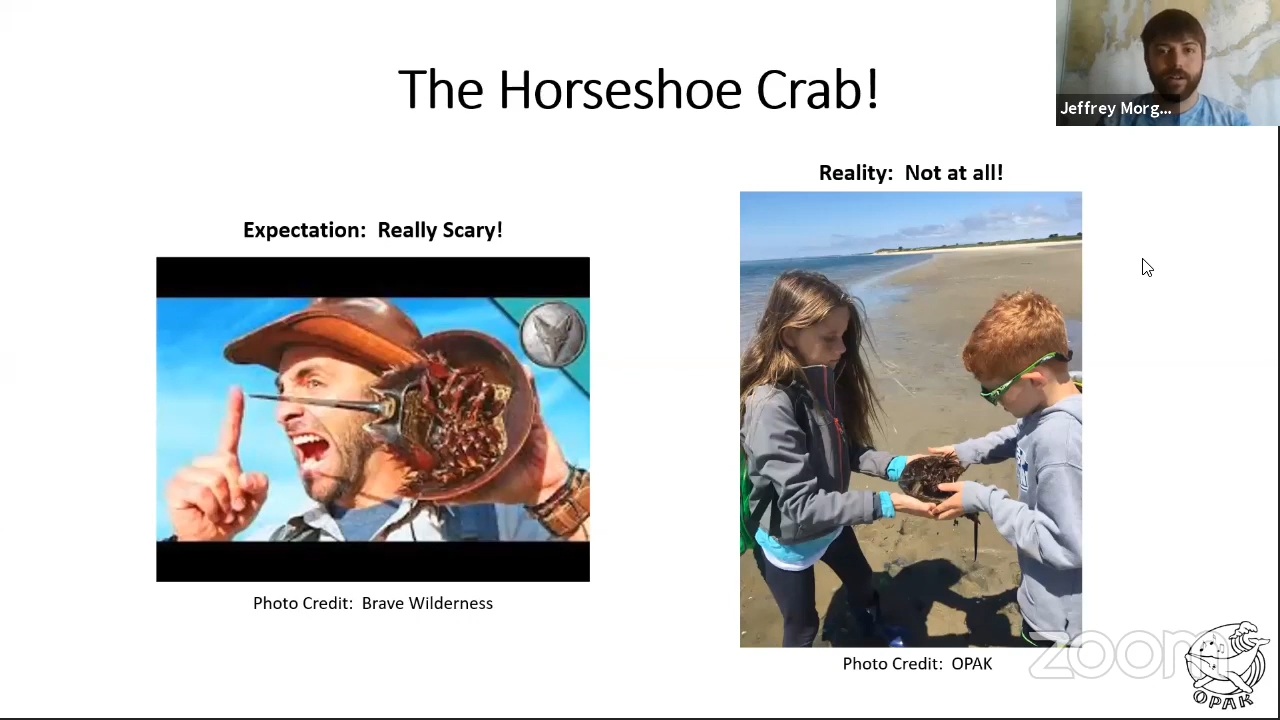 The Horseshoe Crab!
Jeffrey Morg...
Reality: Not at all!
Expectation: Really Scary!
Photo Credit: Brave Wilderness
Photo Credit: OPAK
zoom
OPAK